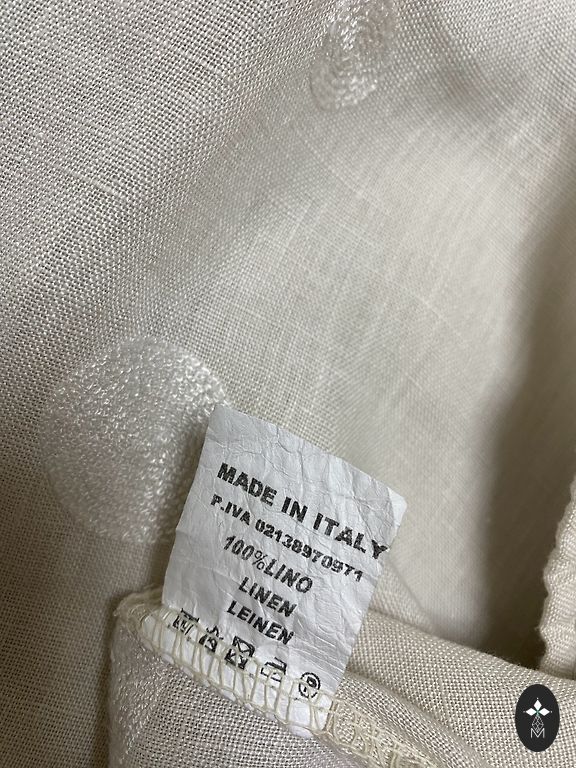 MADE IN ITALY
P.IVA 02138970971
100%LINO
LINEN
LEINEN